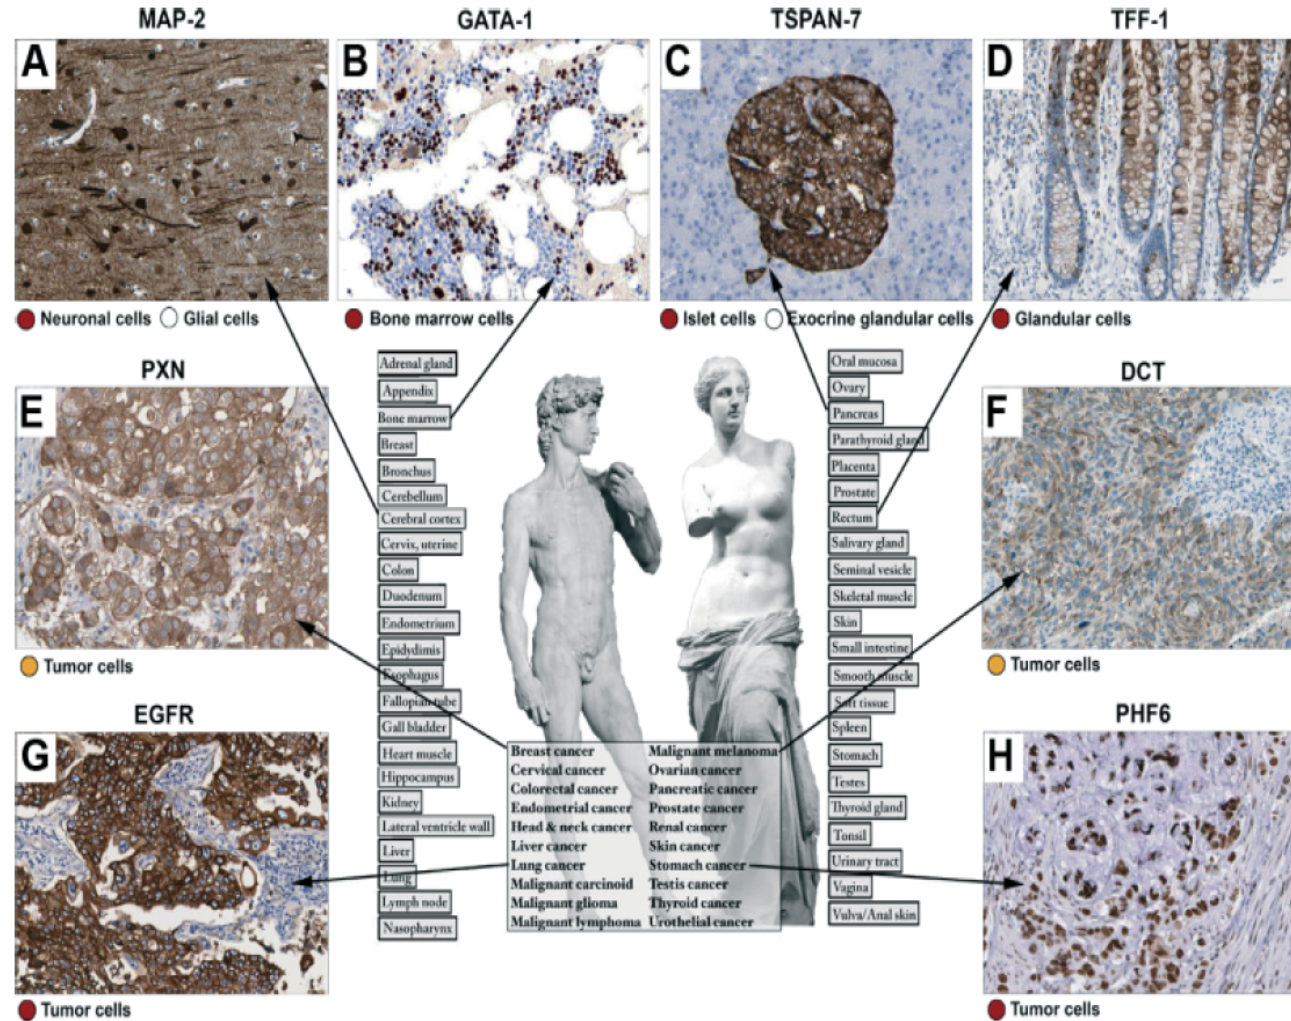 MAP-2
GATA-1
TSPAN-7
TFF-1
A
B
C
D
Neuronal cells
Glial cells
Bone marrow cells
Islet cells
Exocrine glandular cells
Glandular cells
PXN
E
Tumor cells
EGFR
G
Tumor cells
Adrenal gland
Appendix
Bone marrow
Breast
Bronchus
Cerebellum
Cerebral cortex
Cervix, uterine
Colon
Duodenum
Endometrium
Epidydimis
Esophagus
Fallopian tube
Gall bladder
Heart muscle
Hippocampus
Kidney
Lateral ventricle wall
Liver
Lung
Lymph node
Nasopharynx
Breast cancer
Cervical cancer
Colorectal cancer
Endometrial cancer
Head & neck cancer
Liver cancer
Lung cancer
Malignant carcinoid
Malignant glioma
Malignant lymphoma
Malignant melanoma
Ovarian cancer
Pancreatic cancer
Prostate cancer
Renal cancer
Skin cancer
Stomach cancer
Testis cancer
Thyroid cancer
Urothelial cancer
Oral mucosa
Ovary
Pancreas
Parathyroid gland
Placenta
Prostate
Rectum
Salivary gland
Seminal vesicle
Skeletal muscle
Skin
Small intestine
Smooth muscle
Soft tissue
Spleen
Stomach
Testes
Thyroid gland
Tonsil
Urinary tract
Vagina
Vulva/Anal skin
DCT
F
Tumor cells
PHF6
H
Tumor cells